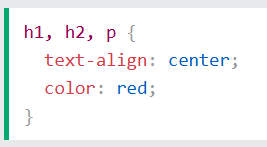 h1, h2, p {
  text-align: center;
  color: red;
}